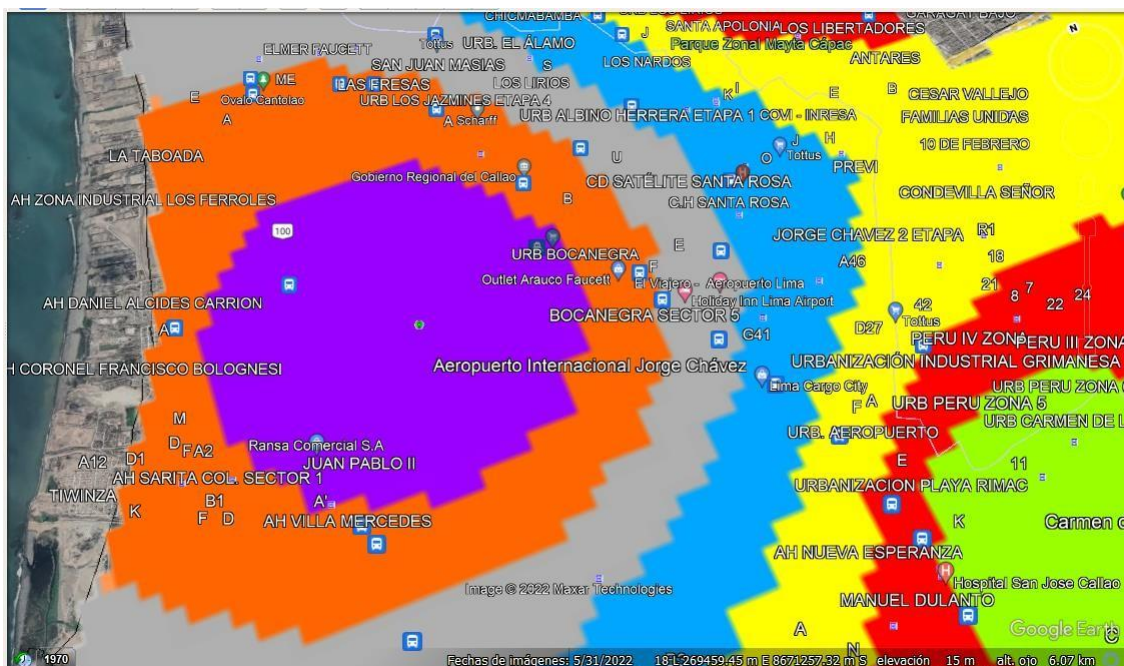 CHICMABAMBA
SANTA APOLONIA
LOS LIBERTADORES
GARAGAY BAJO
N
Tottus
URB. EL ÁLAMO
J
Parque Zonal Mayta Cápac
ELMER FAUCETT
SAN JUAN MASIAS
S
LOS NARDOS
ANTARES
ME
LAS FRESAS
LOS LIRIOS
K
I
E
B
CESAR VALLEJO
E
Ovalo Cantolao
URB LOS JAZMINES ETAPA 4
A
A
Scharff
URB ALBINO HERRERA ETAPA 1
COVI - INRESA
FAMILIAS UNIDAS
J
H
10 DE FEBRERO
LA TABOADA
U
O
Tottus
PREVI
Gobierno Regional del Callao
CD SATÉLITE SANTA ROSA
CONDEVILLA SEÑOR
AH ZONA INDUSTRIAL LOS FERROLES
B
C.H SANTA ROSA
100
JORGE CHAVEZ 2 ETAPA
R1
E
URB BOCANEGRA
A46
18
F
Outlet Arauco Faucett
El Viajero - Aeropuerto Lima
21
7
8
24
22
AH DANIEL ALCIDES CARRION
Holiday Inn Lima Airport
42
BOCANEGRA SECTOR 5
A
G41
D27
Tottus
PERU IV ZONA
PERU III ZONA
Aeropuerto Internacional Jorge Chávez
URBANIZACIÓN INDUSTRIAL GRIMANESA
H CORONEL FRANCISCO BOLOGNESI
Lima Cargo City
URB PERU ZONA
F
A
URB PERU ZONA 5
M
URB CARMEN DE L
URB. AEROPUERTO
D
F
A2
Ransa Comercial S.A
A12
D1
JUAN PABLO II
E
11
AH SARITA COL. SECTOR 1
TIWINZA
B1
A'
URBANIZACION PLAYA RIMAC
K
F
D
AH VILLA MERCEDES
K
Carmen d
AH NUEVA ESPERANZA
Image © 2022 Maxar Technologies
Hospital San Jose Callao
MANUEL DULANTO
A
Google Earth
C
N
1970
Fechas de imágenes: 5/31/2022 18 L 269459.45 m E 8671257.32 m S elevación 15 m alt. ojo 6.07 km